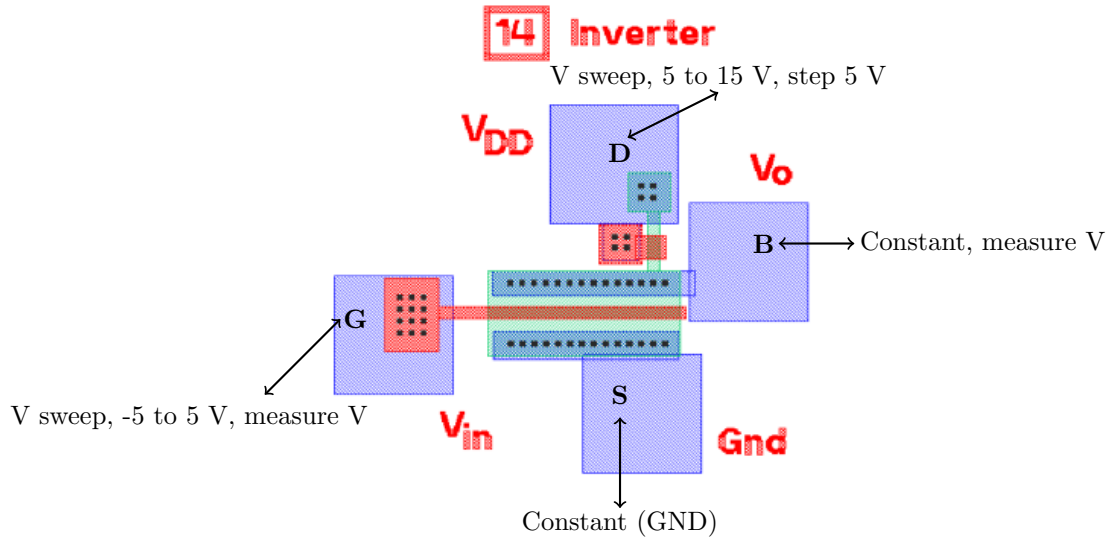 14 Inverter
V sweep, 5 to 15 V, step 5 V
VDD
D
Vo
B
Constant, measure V
G
V sweep, -5 to 5 V, measure V
Vin
S
Gnd
Constant (GND)